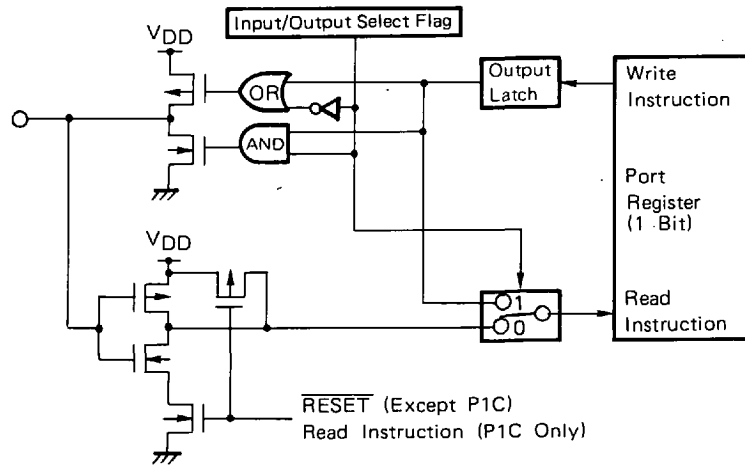 Input/Output Select Flag
VDD
OR
Output
Latch
Write
Instruction
AND
Port
Register
(1 Bit)
VDD
1
0
Read
Instruction
RESET (Except P1C)
Read Instruction (P1C Only)